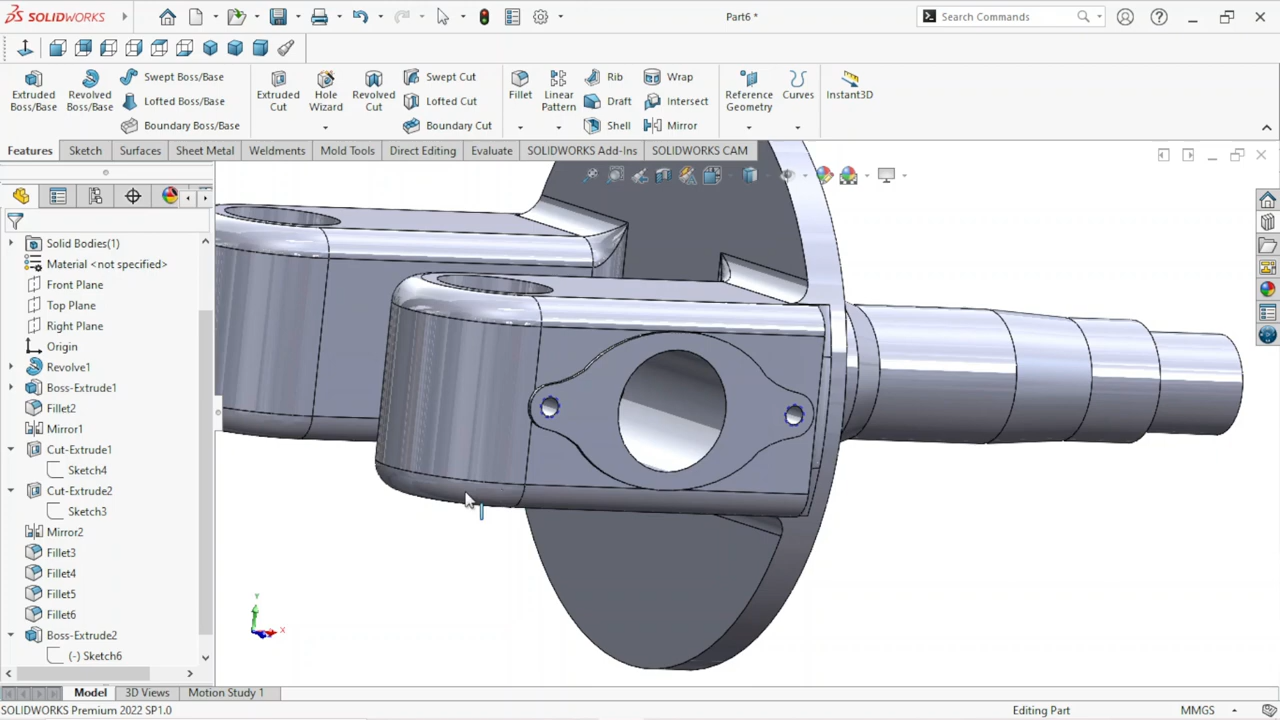 SOLIDWORKS
Part6 *
Search Commands
Extruded Boss/Base
Revolved Boss/Base
Swept Boss/Base
Lofted Boss/Base
Boundary Boss/Base
Extruded Cut
Hole Wizard
Revolved Cut
Swept Cut
Lofted Cut
Boundary Cut
Fillet
Linear Pattern
Rib
Draft
Shell
Wrap
Intersect
Mirror
Reference Geometry
Curves
Instant3D
Features
Sketch
Surfaces
Sheet Metal
Weldments
Mold Tools
Direct Editing
Evaluate
SOLIDWORKS Add-Ins
SOLIDWORKS CAM
Solid Bodies(1)
Material <not specified>
Front Plane
Top Plane
Right Plane
Origin
Revolve1
Boss-Extrude1
Fillet2
Mirror1
Cut-Extrude1
Sketch4
Cut-Extrude2
Sketch3
Mirror2
Fillet3
Fillet4
Fillet5
Fillet6
Boss-Extrude2
(-) Sketch6
Y
X
Model
3D Views
Motion Study 1
SOLIDWORKS Premium 2022 SP1.0
Editing Part
MMGS